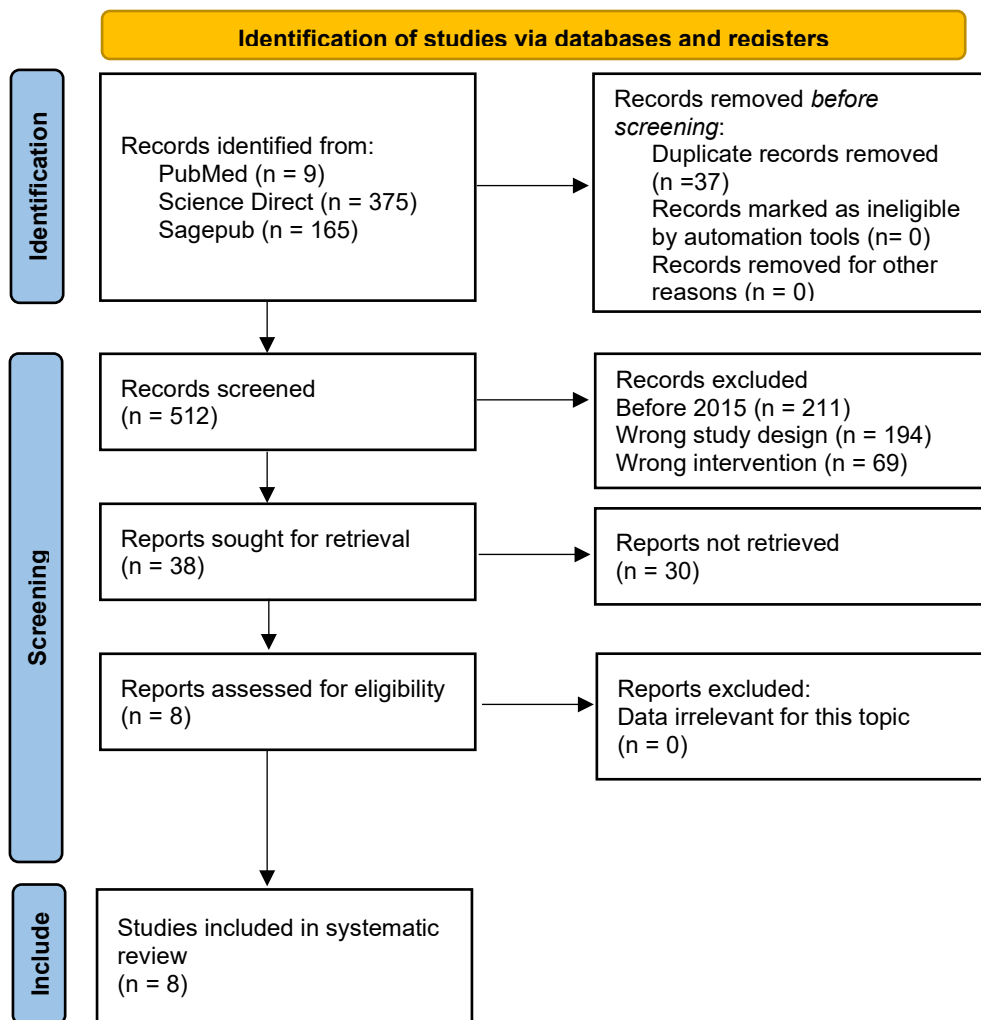 Identification of studies via databases and registers
Identification
Records identified from:
PubMed (n = 9)
Science Direct (n = 375)
Sagepub (n = 165)
Records removed before
screening:
Duplicate records removed
(n =37)
Records marked as ineligible
by automation tools (n= 0)
Records removed for other
reasons (n = 0)
Screening
Records screened
(n = 512)
Records excluded
Before 2015 (n = 211)
Wrong study design (n = 194)
Wrong intervention (n = 69)
Reports sought for retrieval
(n = 38)
Reports not retrieved
(n = 30)
Reports assessed for eligibility
(n = 8)
Reports excluded:
Data irrelevant for this topic
(n = 0)
Include
Studies included in systematic
review
(n = 8)